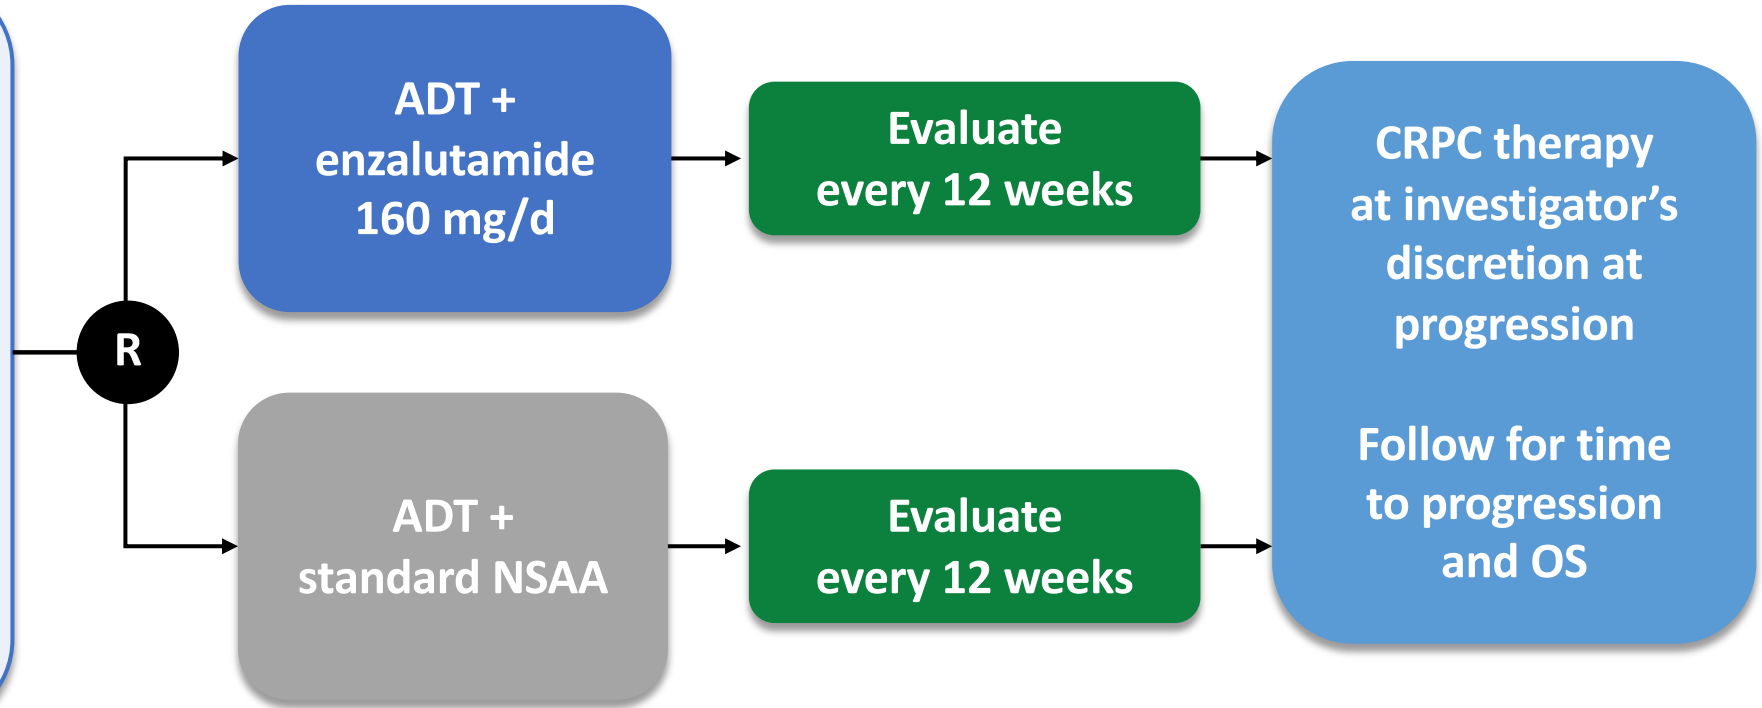 R
ADT +
enzalutamide
160 mg/d
Evaluate
every 12 weeks
ADT +
standard NSAA
Evaluate
every 12 weeks
CRPC therapy
at investigator’s
discretion at
progression
Follow for time
to progression
and OS